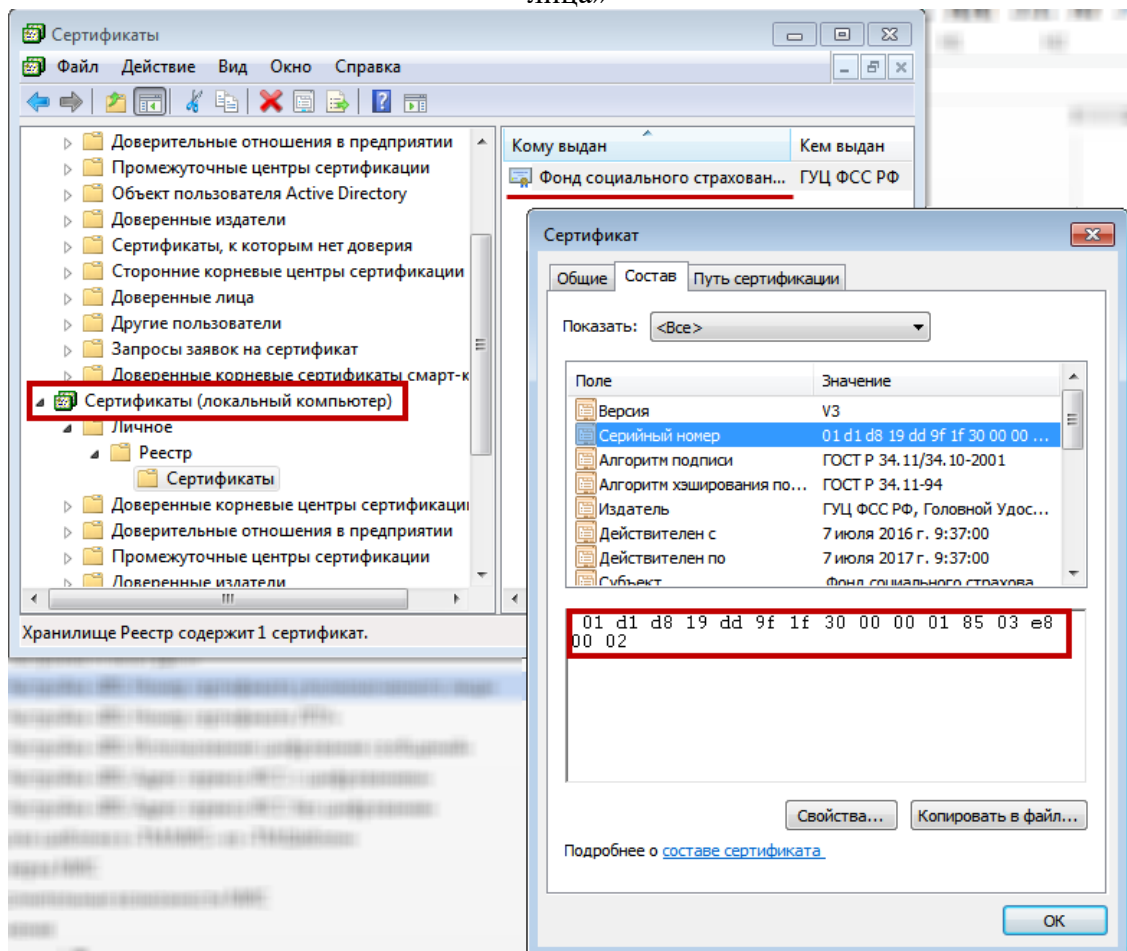 лица»
Сертификаты
Файл Действие Вид Окно Справка
Доверительные отношения в предприятии
Промежуточные центры сертификации
Объект пользователя Active Directory
Доверенные издатели
Сертификаты, к которым нет доверия
Сторонние корневые центры сертификации
Доверенные лица
Другие пользователи
Запросы заявок на сертификат
Доверенные корневые сертификаты смарт-к
Сертификаты (локальный компьютер)
Личное
Реестр
Сертификаты
Доверенные корневые центры сертификаци
Доверительные отношения в предприятии
Промежуточные центры сертификации
Доверенные издатели
Хранилище Реестр содержит 1 сертификат.
Кому выдан Кем выдан
Фонд социального страхован... ГУЦ ФСС РФ
Сертификат
Общие Состав Путь сертификации
Показать: <Все>
Поле Значение
Версия V3
Серийный номер 01 d1 d8 19 dd 9f 1f 30 00 00 ...
Алгоритм подписи ГОСТ Р 34.11/34.10-2001
Алгоритм хэширования по... ГОСТ Р 34.11-94
Издатель ГУЦ ФСС РФ, Головной Удос...
Действителен с 7 июля 2016 г. 9:37:00
Действителен по 7 июля 2017 г. 9:37:00
Субъект Фонд социального страхова
01 d1 d8 19 dd 9f 1f 30 00 00 01 85 03 e8
00 02
Свойства... Копировать в файл...
Подробнее о составе сертификата
ОК